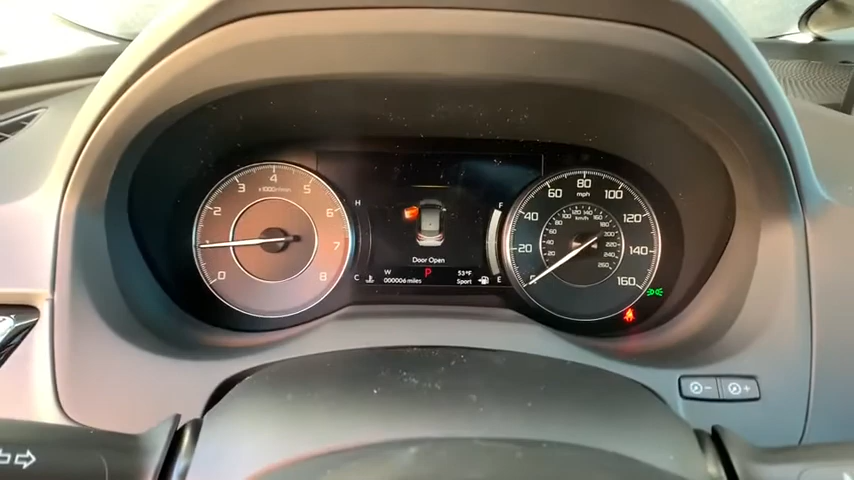 0
1
2
3
4
5
6
7
8
x1000r/min
H
C
Door Open
W
000006 miles
P
53°F
Sport
F
E
20
40
60
80
100
120
140
160
mph
km/h
20
40
60
80
100
120
140
160
180
200
220
240
260
- +